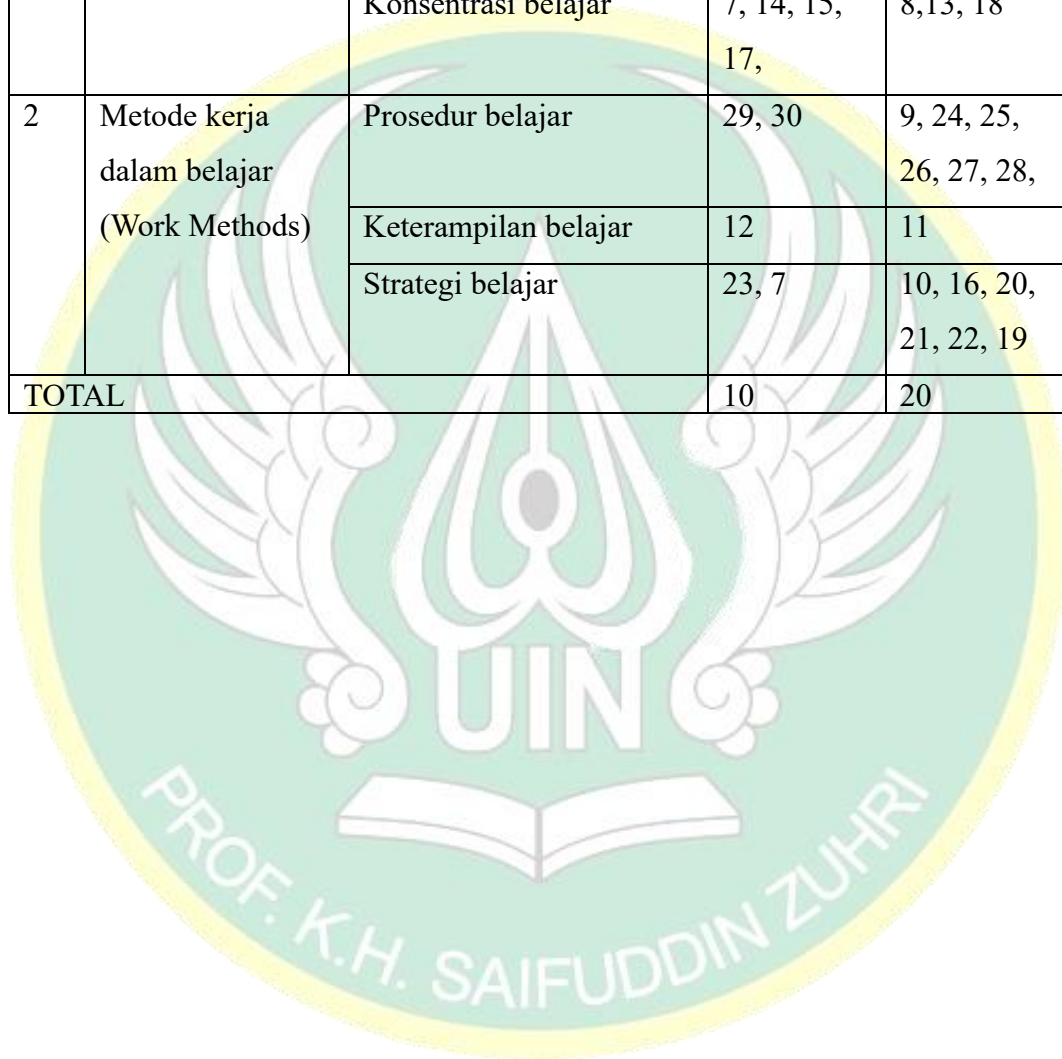 Konsentrasi belajar 7, 14, 15, 8,13, 18
17,
2 Metode kerja Prosedur belajar 29, 30 9, 24, 25,
dalam belajar 26, 27, 28,
(Work Methods) Keterampilan belajar 12 11
Strategi belajar 23, 7 10, 16, 20,
21, 22, 19
TOTAL 10 20
UIN
PROF. K.H. SAIFUDDIN ZUHRI